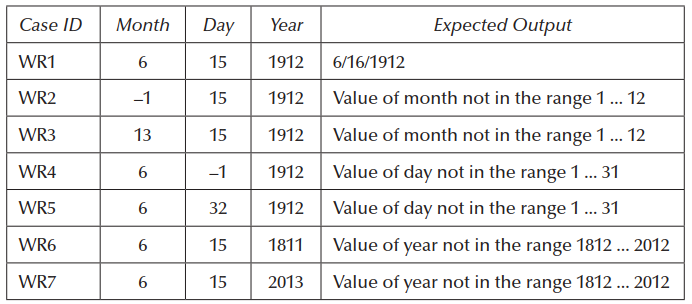 Case ID Month Day Year Expected Output
WR1 6 15 1912 6/16/1912
WR2 –1 15 1912 Value of month not in the range 1 ... 12
WR3 13 15 1912 Value of month not in the range 1 ... 12
WR4 6 –1 1912 Value of day not in the range 1 ... 31
WR5 6 32 1912 Value of day not in the range 1 ... 31
WR6 6 15 1811 Value of year not in the range 1812 ... 2012
WR7 6 15 2013 Value of year not in the range 1812 ... 2012